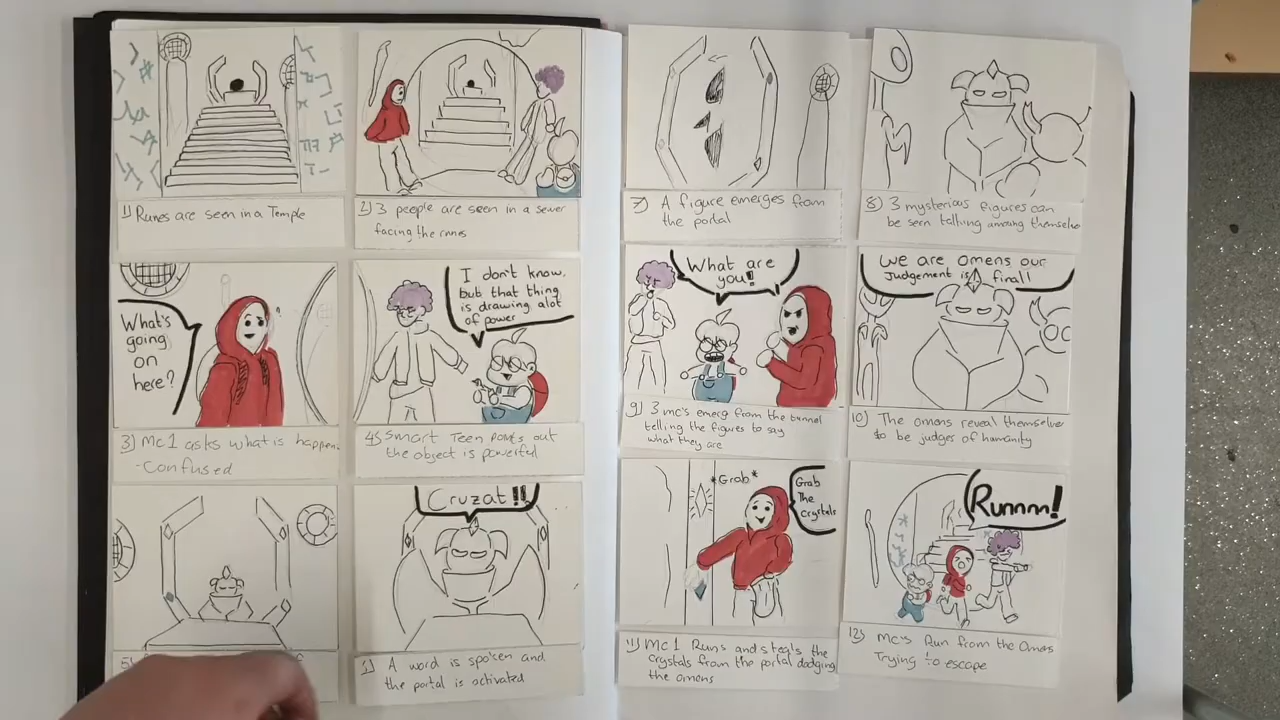 1) Runes are seen in a Temple
2) 3 people are seen in a sewer
facing the runes
What's
going
on
here?
3) Mc 1 asks what is happen
- Confused
I don't know,
but that thing
is drawing alot
of power
4) Smart Teen Points out
the object is powerful
5)
Cruzat!!
A word is spoken and
the portal is activated
7) A figure emerges from
the portal
8) 3 mysterious figures can
be seen talking among themselve
What are
you!!
9) 3 mc's emerg from the tunnel
telling the figures to say
what they are
We are omens our
Judgement is final!
10) The omens reveal themselves
to be judges of humanity
*Grab*
Grab
The
Crystals
11) MC 1 Runs and steals the
crystals from the portal dodging
the omens
Runnnn!
12) MC's Run from the Omens
Trying to escape